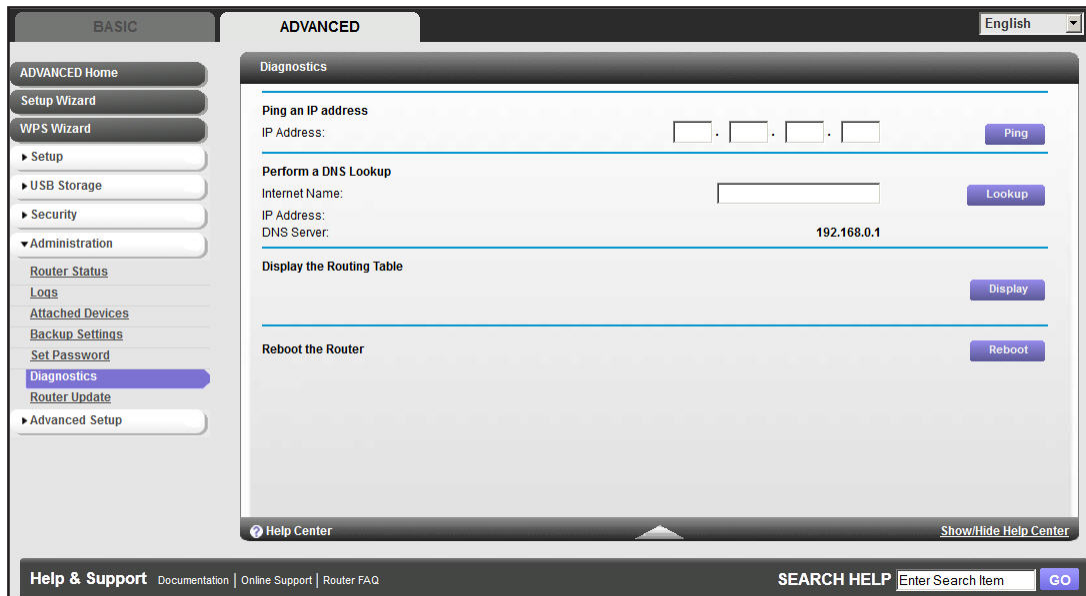 BASIC
ADVANCED
English
ADVANCED Home
Setup Wizard
WPS Wizard
Setup
USB Storage
Security
Administration
Router Status
Logs
Attached Devices
Backup Settings
Set Password
Diagnostics
Router Update
Advanced Setup
Diagnostics
Ping an IP address
IP Address: . . . Ping
Perform a DNS Lookup
Internet Name: Lookup
IP Address:
DNS Server: 192.168.0.1
Display the Routing Table
Display
Reboot the Router Reboot
? Help Center Show/Hide Help Center
Help & Support Documentation | Online Support | Router FAQ SEARCH HELP Enter Search Item GO